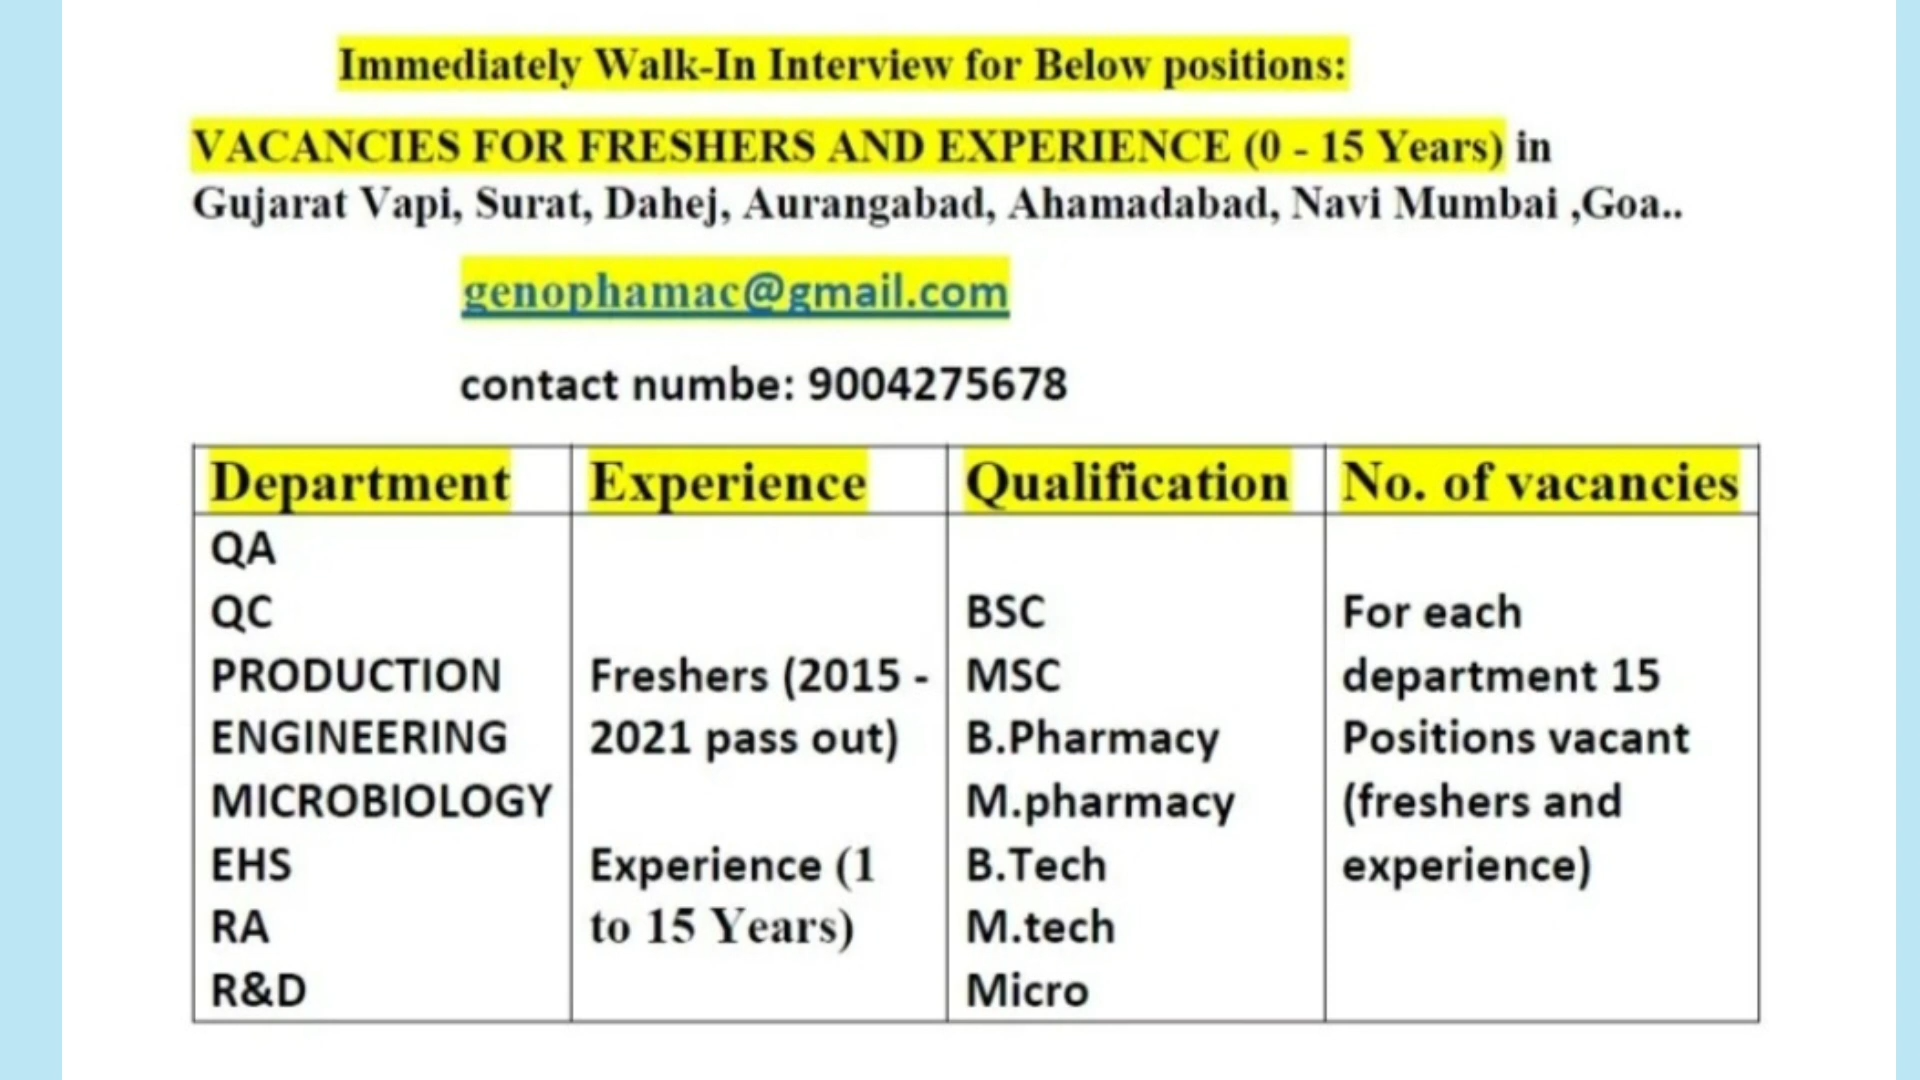 Immediately Walk-In Interview for Below positions:
VACANCIES FOR FRESHERS AND EXPERIENCE (0 - 15 Years) in
Gujarat Vapi, Surat, Dahej, Aurangabad, Ahamadabad, Navi Mumbai ,Goa..
genophamac@gmail.com
contact numbe: 9004275678
Department Experience Qualification No. of vacancies
QA
QC
PRODUCTION
ENGINEERING
MICROBIOLOGY
EHS
RA
R&D
Freshers (2015 -
2021 pass out)
Experience (1
to 15 Years)
BSC
MSC
B.Pharmacy
M.pharmacy
B.Tech
M.tech
Micro
For each
department 15
Positions vacant
(freshers and
experience)